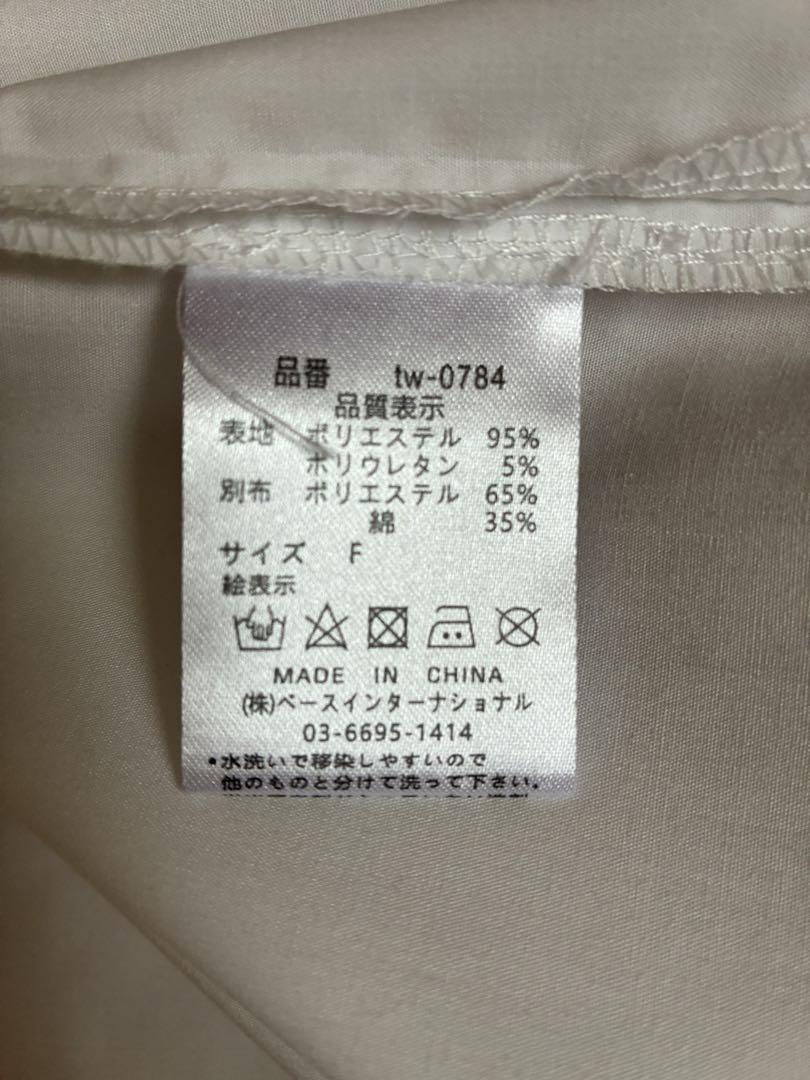 品番 tw-0784
品質表示
表地 ポリエステル 95%
ポリウレタン 5%
別布 ポリエステル 65%
綿 35%
サイズ F
絵表示
MADE IN CHINA
(株)ベースインターナショナル
03-6695-1414
•水洗いで移染しやすいので
他のものと分けて洗って下さい。